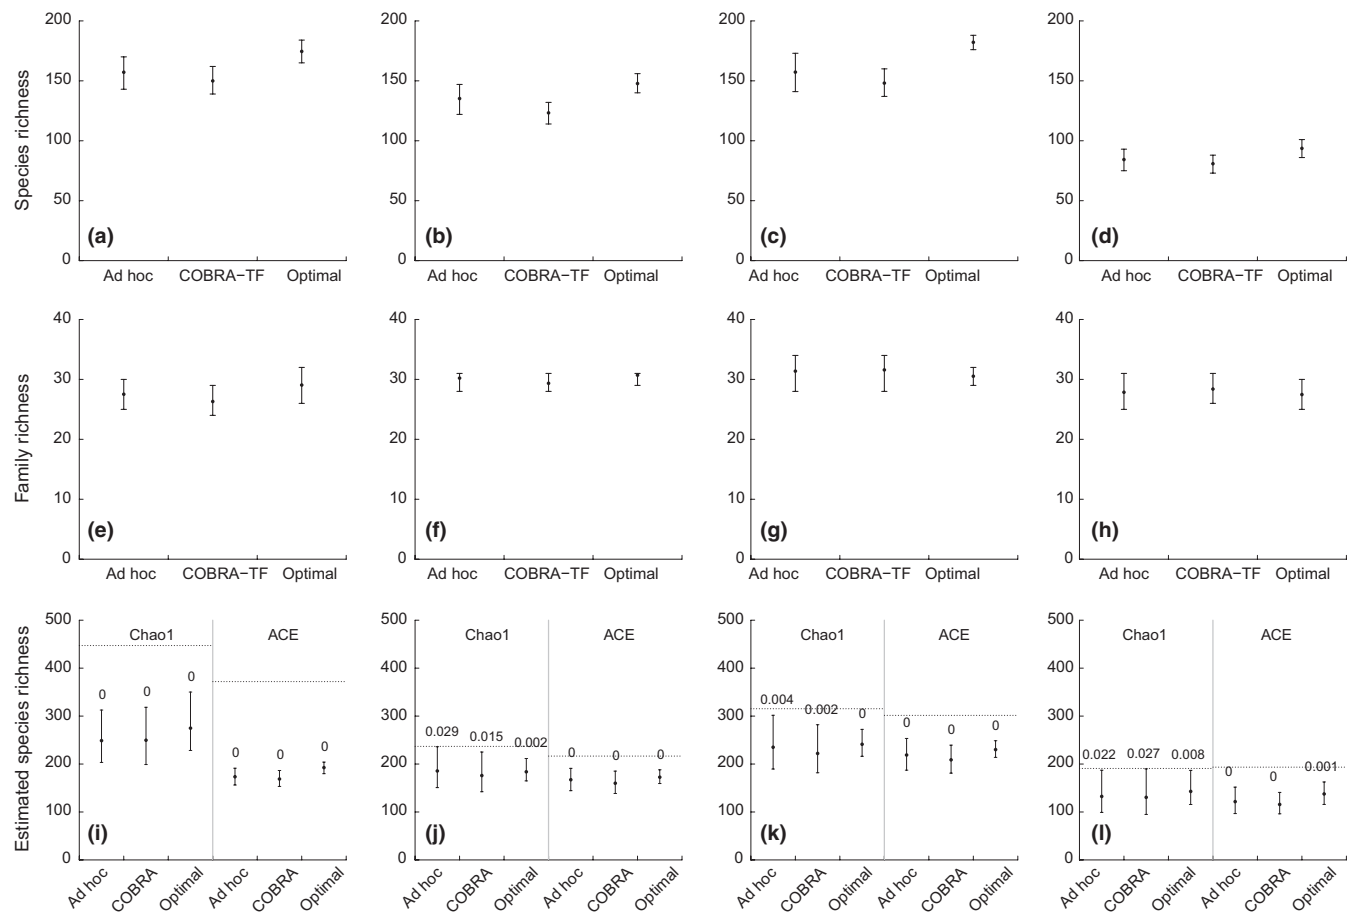 Species richness
200
150
100
50
0
(a)
Ad hoc COBRA−TF Optimal
200
150
100
50
0
(b)
Ad hoc COBRA−TF Optimal
200
150
100
50
0
(c)
Ad hoc COBRA−TF Optimal
200
150
100
50
0
(d)
Ad hoc COBRA−TF Optimal
Family richness
40
30
20
10
0
(e)
Ad hoc COBRA−TF Optimal
40
30
20
10
0
(f)
Ad hoc COBRA−TF Optimal
40
30
20
10
0
(g)
Ad hoc COBRA−TF Optimal
40
30
20
10
0
(h)
Ad hoc COBRA−TF Optimal
Estimated species richness
500
400
300
200
100
0
Chao1 ACE
0 0 0 0 0 0
(i)
Ad hoc COBRA Optimal Ad hoc COBRA Optimal
500
400
300
200
100
0
Chao1 ACE
0.029 0.015 0.002 0 0 0
(j)
Ad hoc COBRA Optimal Ad hoc COBRA Optimal
500
400
300
200
100
0
Chao1 ACE
0.004 0.002 0 0 0 0
(k)
Ad hoc COBRA Optimal Ad hoc COBRA Optimal
500
400
300
200
100
0
Chao1 ACE
0.022 0.027 0.008 0 0 0.001
(l)
Ad hoc COBRA Optimal Ad hoc COBRA Optimal